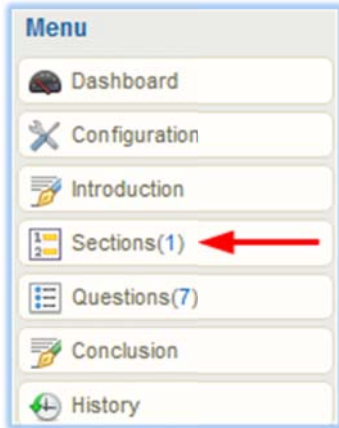 Menu
Dashboard
Configuration
Introduction
Sections(1)
Questions(7)
Conclusion
History